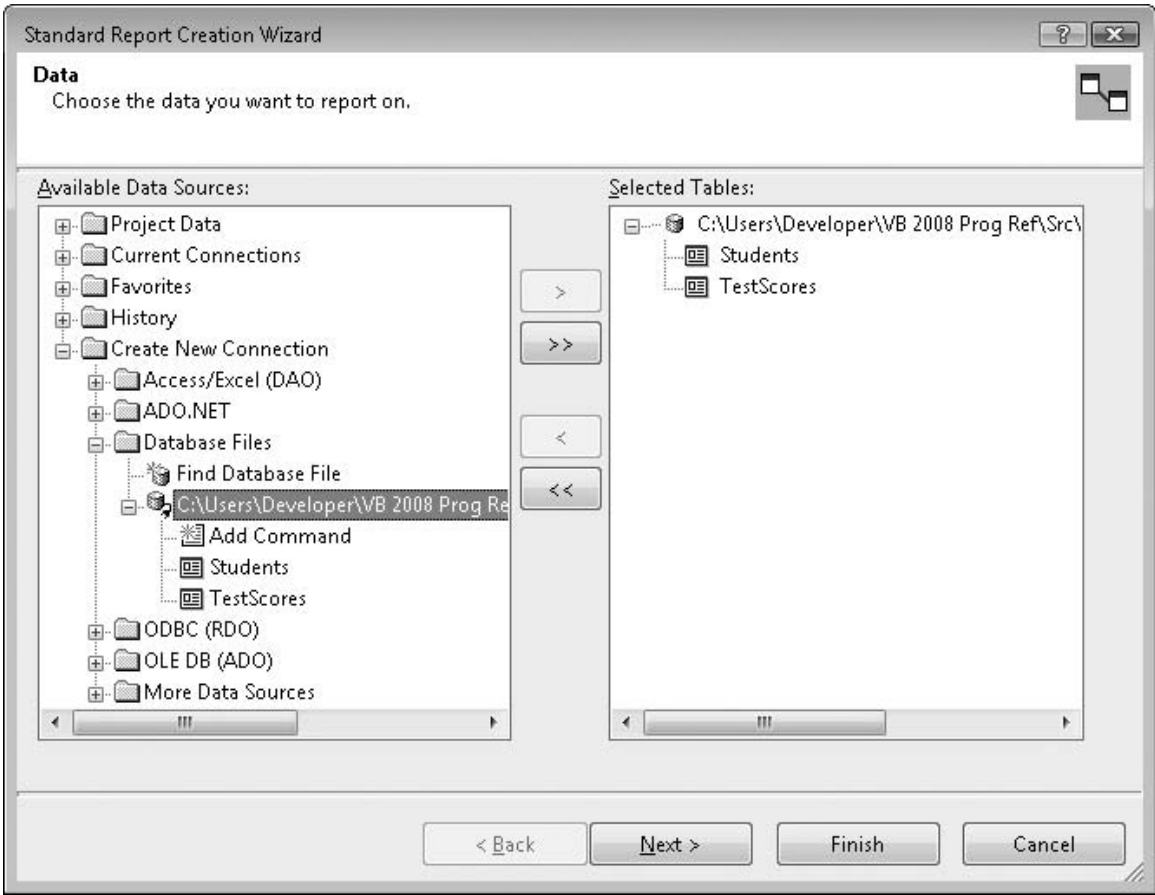 Standard Report Creation Wizard
Data
Choose the data you want to report on.
Available Data Sources:
Project Data
Current Connections
Favorites
History
Create New Connection
Access/Excel (DAO)
ADO.NET
Database Files
Find Database File
C:\Users\Developer\VB 2008 Prog Re
Add Command
Students
TestScores
ODBC (RDO)
OLE DB (ADO)
More Data Sources
>
>>
<
<<
Selected Tables:
C:\Users\Developer\VB 2008 Prog Ref\Src\
Students
TestScores
< Back
Next >
Finish
Cancel